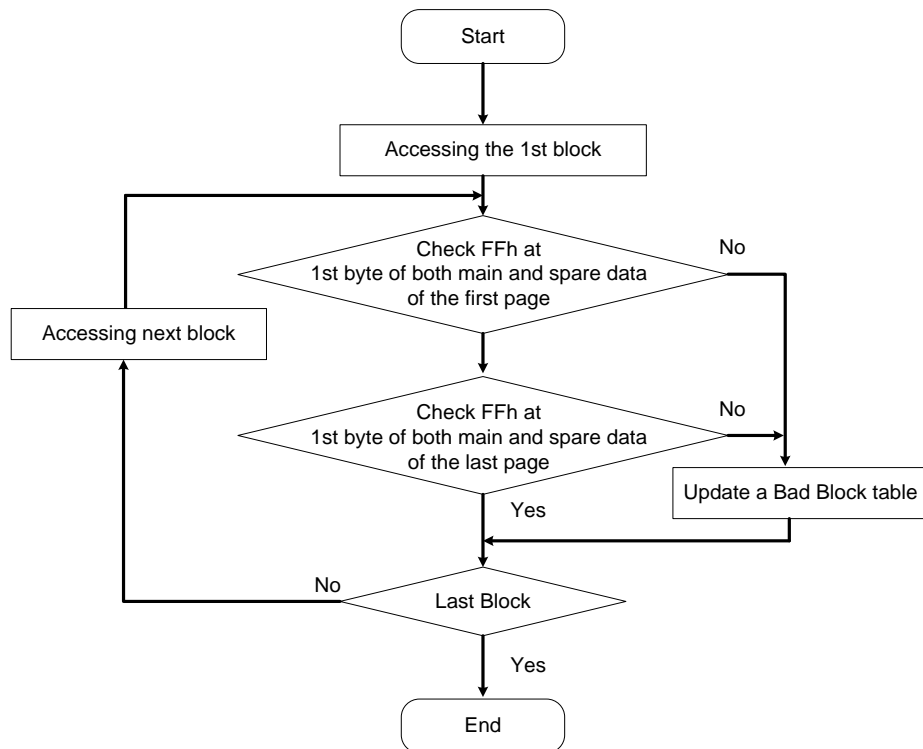 Start
Accessing the 1st block
Check FFh at
1st byte of both main and spare data
of the first page
No
Accessing next block
Check FFh at
1st byte of both main and spare data
of the last page
No
Update a Bad Block table
Yes
No
Last Block
Yes
End